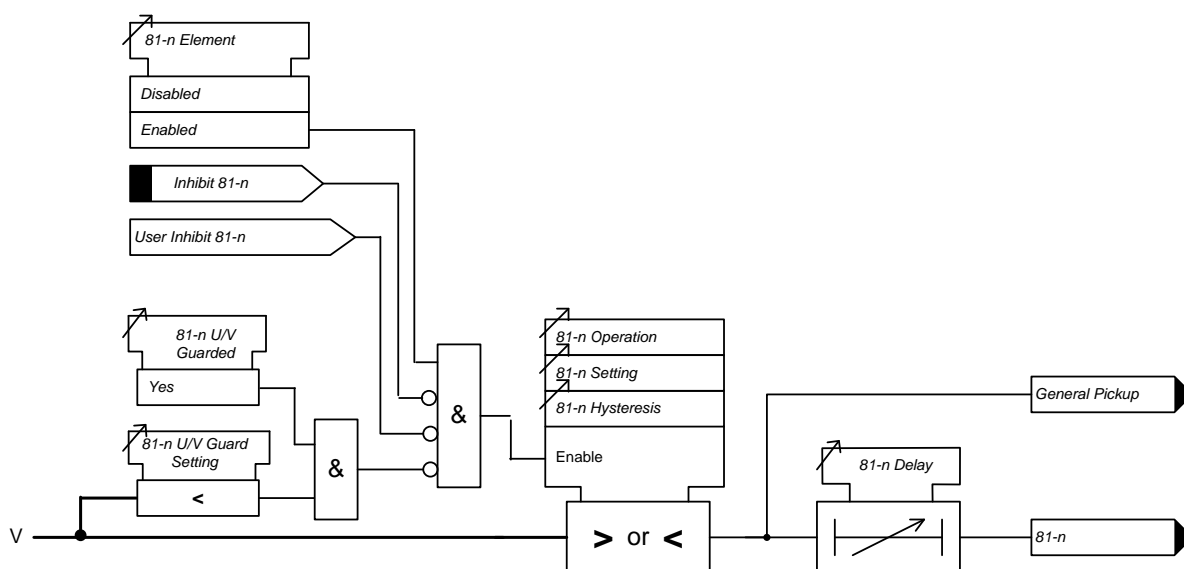 81-n Element
Disabled
Enabled
Inhibit 81-n
User Inhibit 81-n
81-n U/V
Guarded
Yes
81-n U/V Guard
Setting
<
&
&
81-n Operation
81-n Setting
81-n Hysteresis
Enable
> or <
General Pickup
81-n Delay
81-n
V